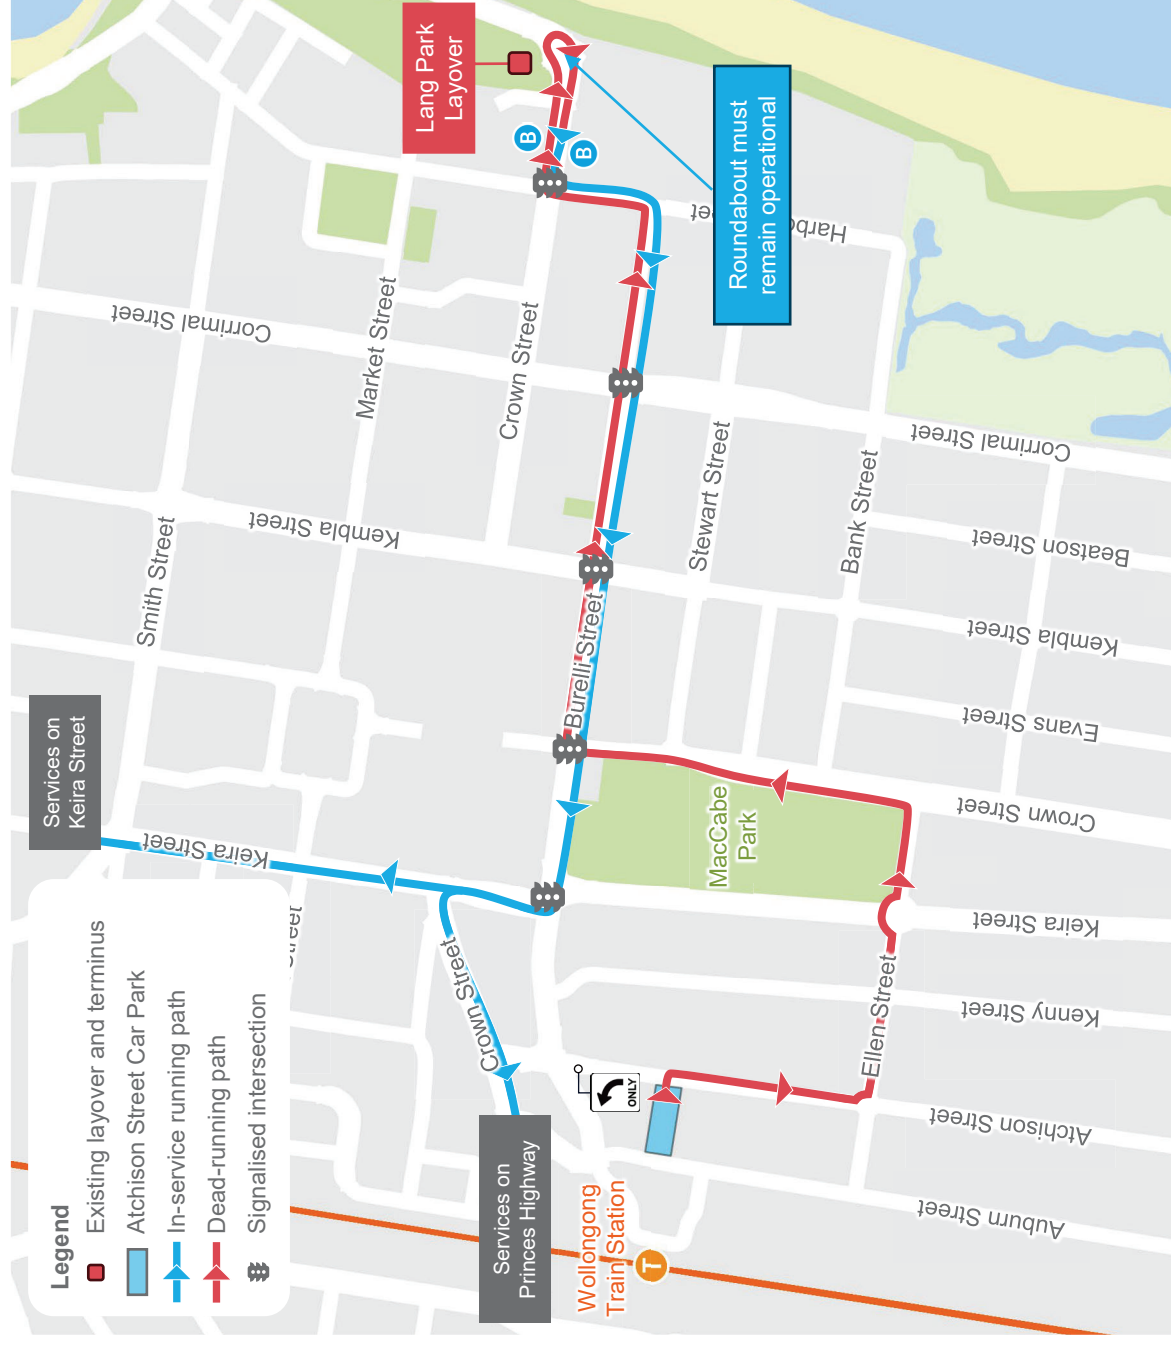 Lang Park
Layover
B
B
Roundabout must
remain operational
Harbo
et
Corrimal Street
Market Street
Crown Street
Corrimal Street
Stewart Street
Bank Street
Kembla Street
Smith Street
Beatson Street
Kembla Street
Burelli Street
Evans Street
Services on
Keira Street
MacCabe
Park
Crown Street
Keira Street
Keira Street
Crown Street
Kenny Street
Ellen Street
ONLY
Atchison Street
Auburn Street
Services on
Princes Highway
Wollongong
Train Station
T
Legend
Existing layover and terminus
Atchison Street Car Park
In-service running path
Dead-running path
Signalised intersection